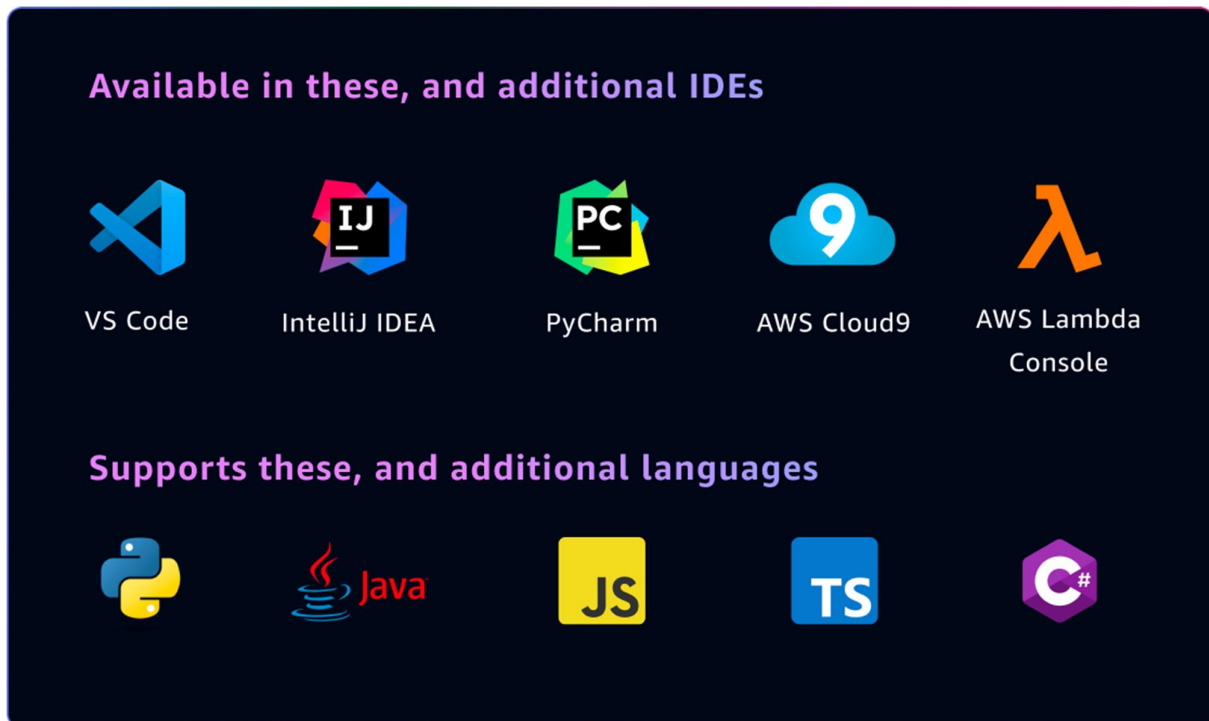 Available in these, and additional IDEs
IJ
PC
9
λ
VS Code
IntelliJ IDEA
PyCharm
AWS Cloud9
AWS Lambda
Console
Supports these, and additional languages
Java
JS
TS
C#